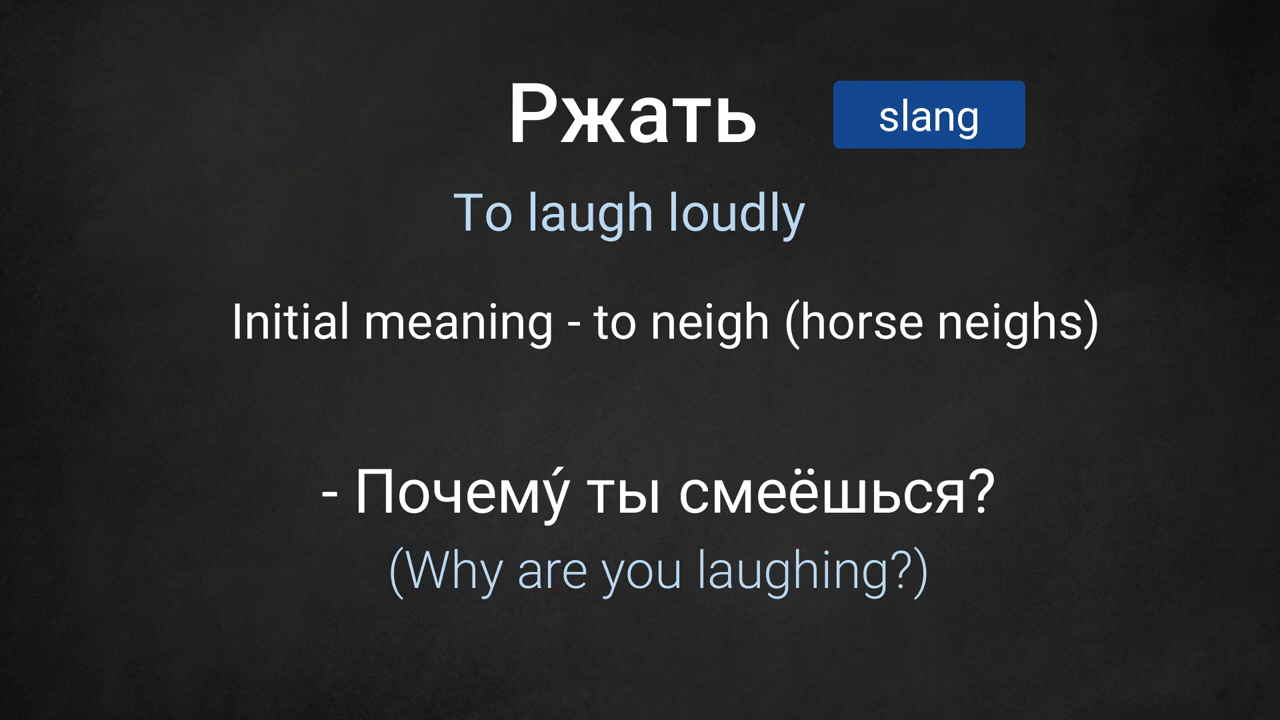 Ржать
slang
To laugh loudly
Initial meaning - to neigh (horse neighs)
- Почему́ ты смеёшься?
(Why are you laughing?)